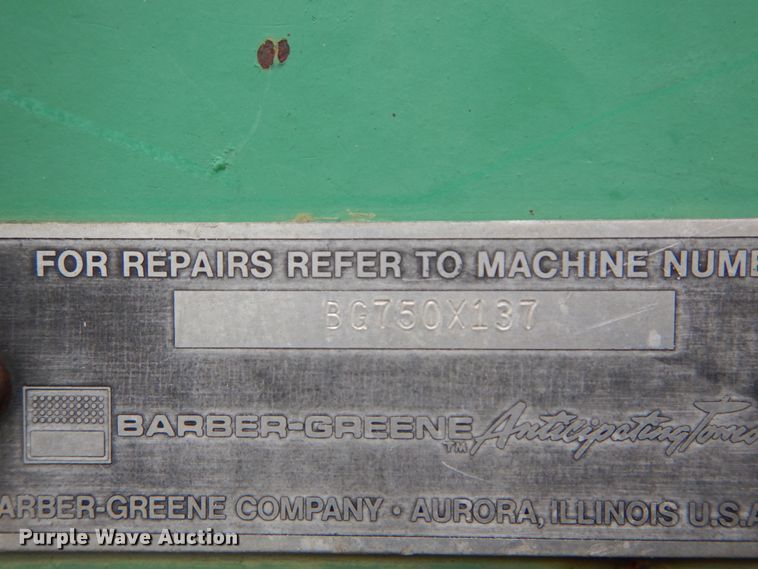 FOR REPAIRS REFER TO MACHINE NUMB
BG750X137
BARBER-GREENE TM Anticipating Tomo
ARBER-GREENE COMPANY · AURORA, ILLINOIS U.S.A
Purple Wave Auction